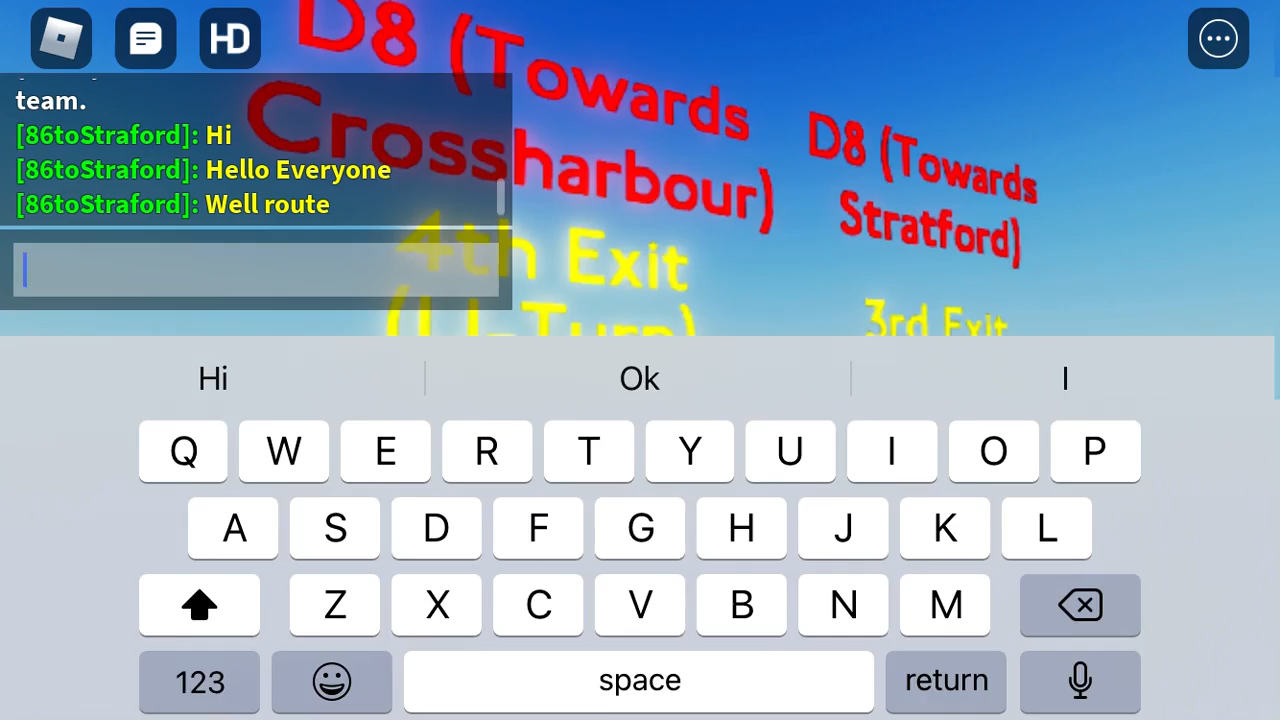 HD
D8 (Towards
Crossharbour)
4th Exit
(U-Turn)
D8 (Towards
Stratford)
3rd Exit
team.
[86toStraford]: Hi
[86toStraford]: Hello Everyone
[86toStraford]: Well route
Hi Ok I
Q W E R T Y U I O P
A S D F G H J K L
Z X C V B N M
123 space return